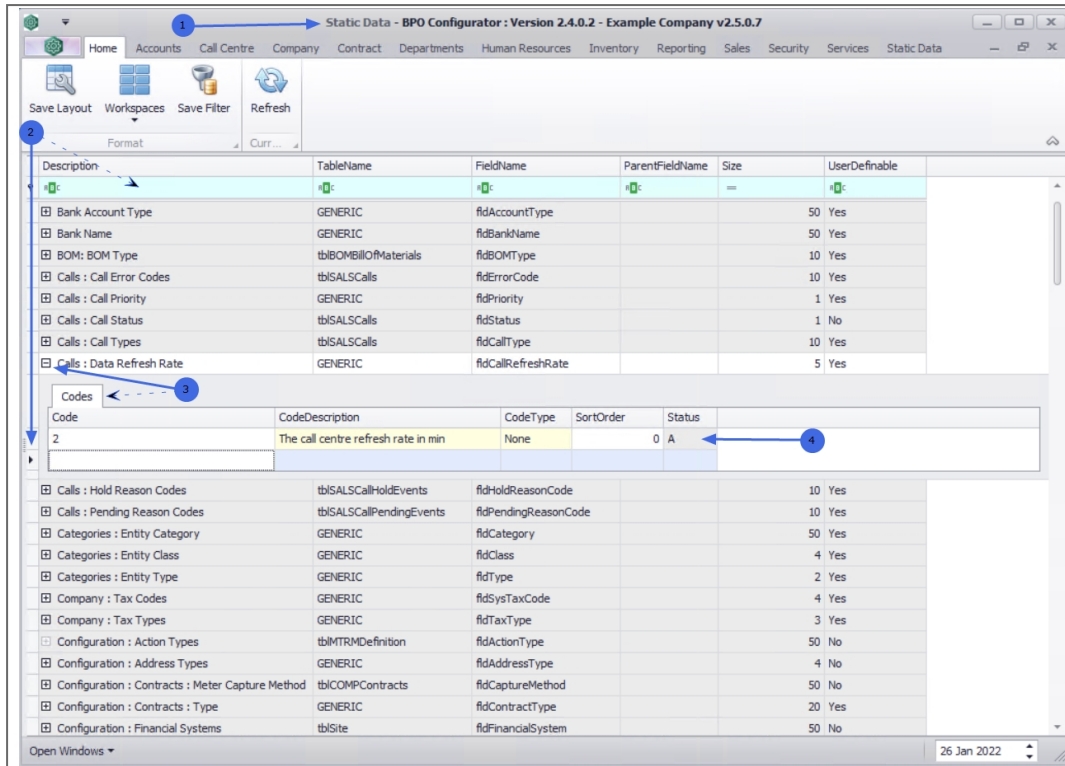 1
Static Data - BPO Configurator : Version 2.4.0.2 - Example Company v2.5.0.7
Home Accounts Call Centre Company Contract Departments Human Resources Inventory Reporting Sales Security Services Static Data
Save Layout Workspaces Save Filter Refresh
2
Format Curr...
Description TableName FieldName ParentFieldName Size UserDefinable
Bank Account Type GENERIC fldAccountType 50 Yes
Bank Name GENERIC fldBankName 50 Yes
BOM: BOM Type tblBOMBillOfMaterials fldBOMType 10 Yes
Calls : Call Error Codes tblSALSCalls fldErrorCode 10 Yes
Calls : Call Priority GENERIC fldPriority 1 Yes
Calls : Call Status tblSALSCalls fldStatus 1 No
Calls : Call Types tblSALSCalls fldCallType 10 Yes
Calls : Data Refresh Rate GENERIC fldCallRefreshRate 5 Yes
Codes 3
Code CodeDescription CodeType SortOrder Status
2 The call centre refresh rate in min None 0 A 4
Calls : Hold Reason Codes tblSALSCallHoldEvents fldHoldReasonCode 10 Yes
Calls : Pending Reason Codes tblSALSCallPendingEvents fldPendingReasonCode 10 Yes
Categories : Entity Category GENERIC fldCategory 50 Yes
Categories : Entity Class GENERIC fldClass 4 Yes
Categories : Entity Type GENERIC fldType 2 Yes
Company : Tax Codes GENERIC fldSysTaxCode 4 Yes
Company : Tax Types GENERIC fldTaxType 3 Yes
Configuration : Action Types tblMTRMDefinition fldActionType 50 No
Configuration : Address Types GENERIC fldAddressType 4 No
Configuration : Contracts : Meter Capture Method tblCOMPContracts fldCaptureMethod 50 No
Configuration : Contracts : Type GENERIC fldContractType 20 Yes
Configuration : Financial Systems tblSite fldFinancialSystem 50 No
Open Windows 26 Jan 2022